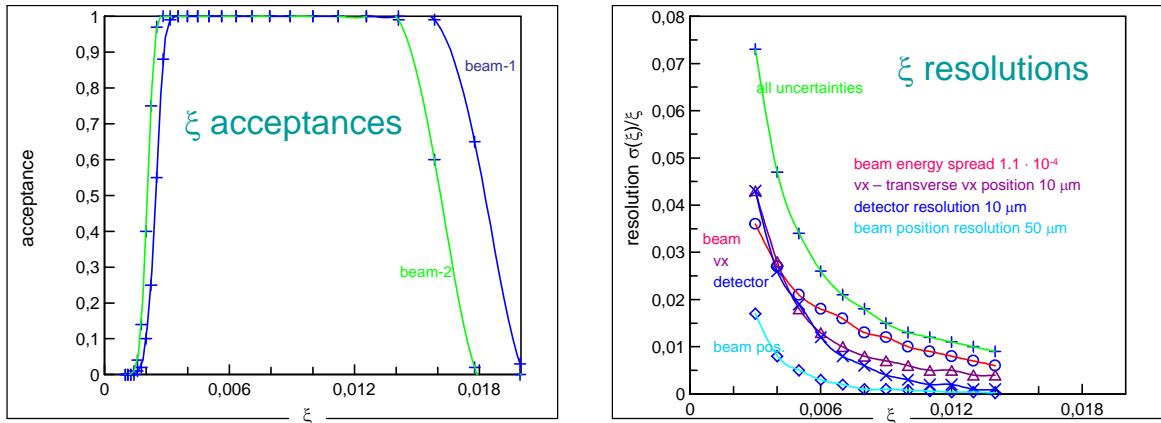 1
0,9
0,8
0,7
0,6
0,5
0,4
0,3
0,2
0,1
0
0
0,006
0,012
0,018
acceptance
ξ
beam-1
beam-2
ξ acceptances
0,08
0,07
0,06
0,05
0,04
0,03
0,02
0,01
0
0
0,006
0,012
0,018
resolution σ(ξ)/ξ
ξ
ξ resolutions
all uncertainties
beam energy spread 1.1 · 10-4
vx – transverse vx position 10 μm
detector resolution 10 μm
beam position resolution 50 μm
beam
vx
detector
beam pos.